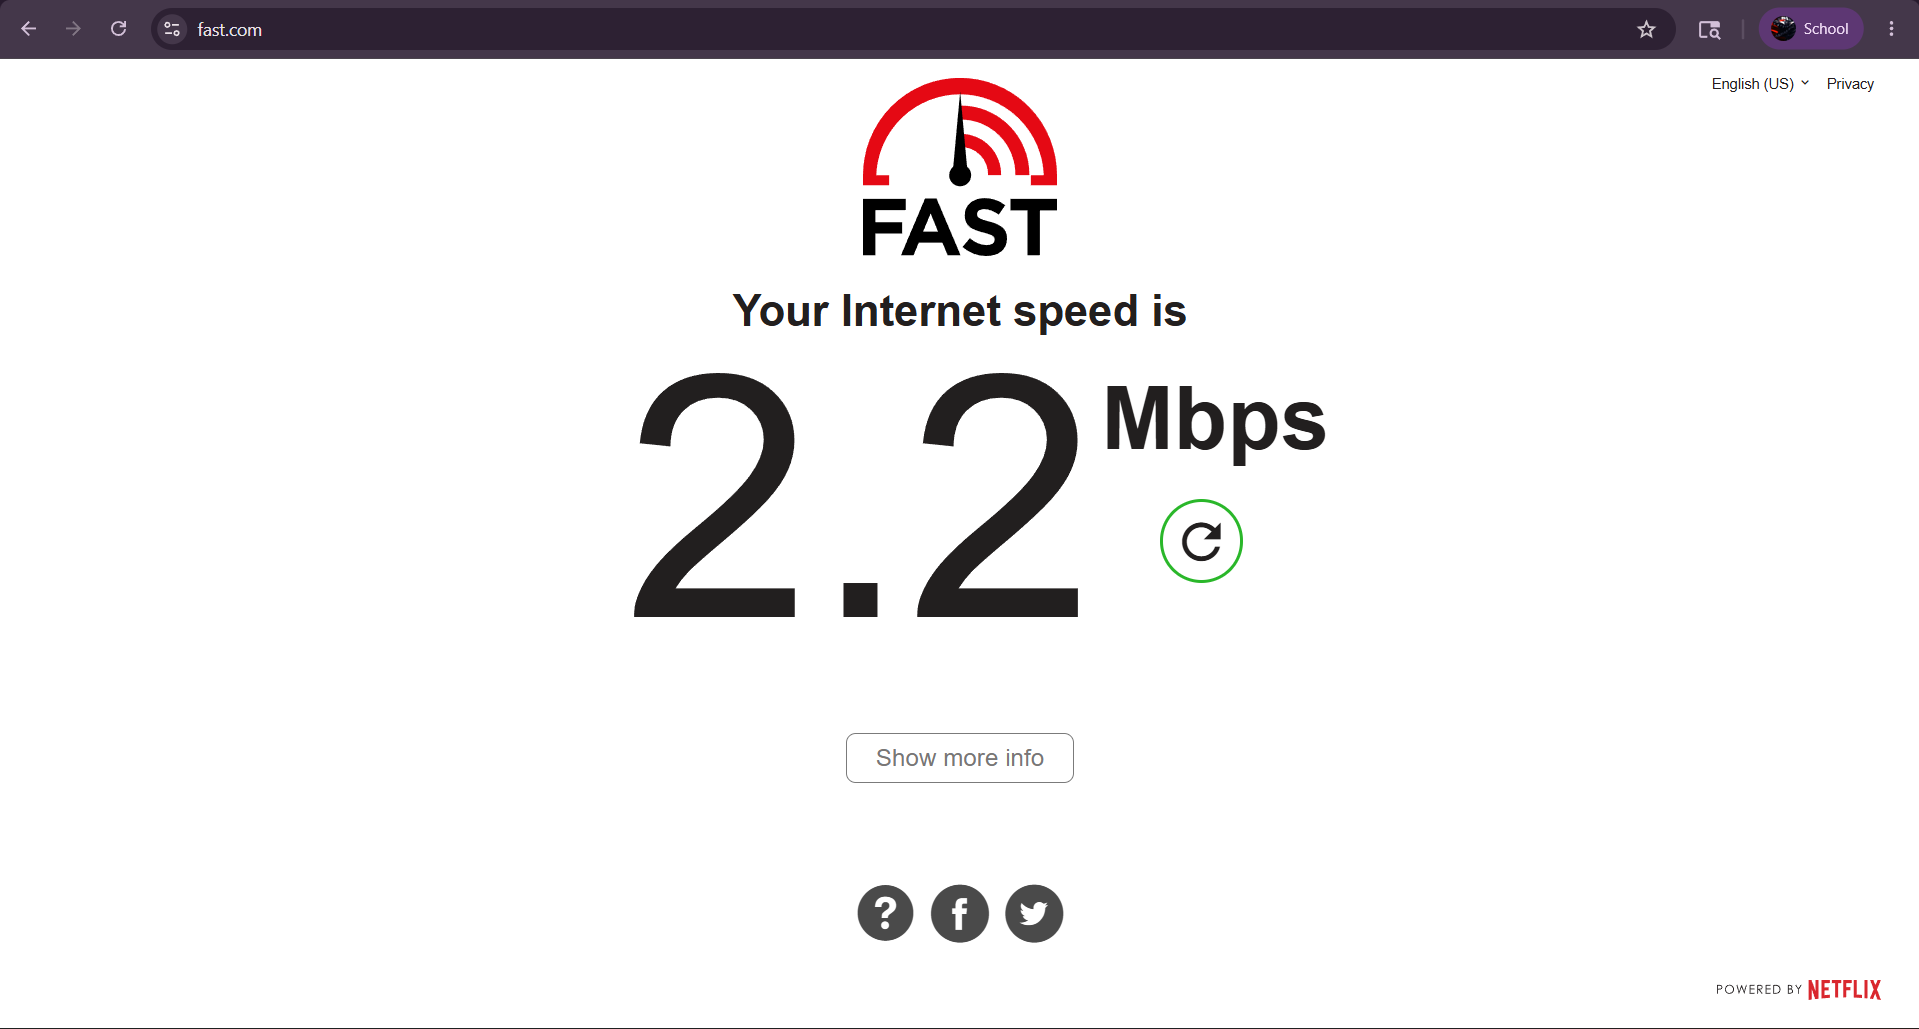 fast.com
School
English (US)
Privacy
FAST
Your Internet speed is
2.2 Mbps
Show more info
?
f
POWERED BY NETFLIX